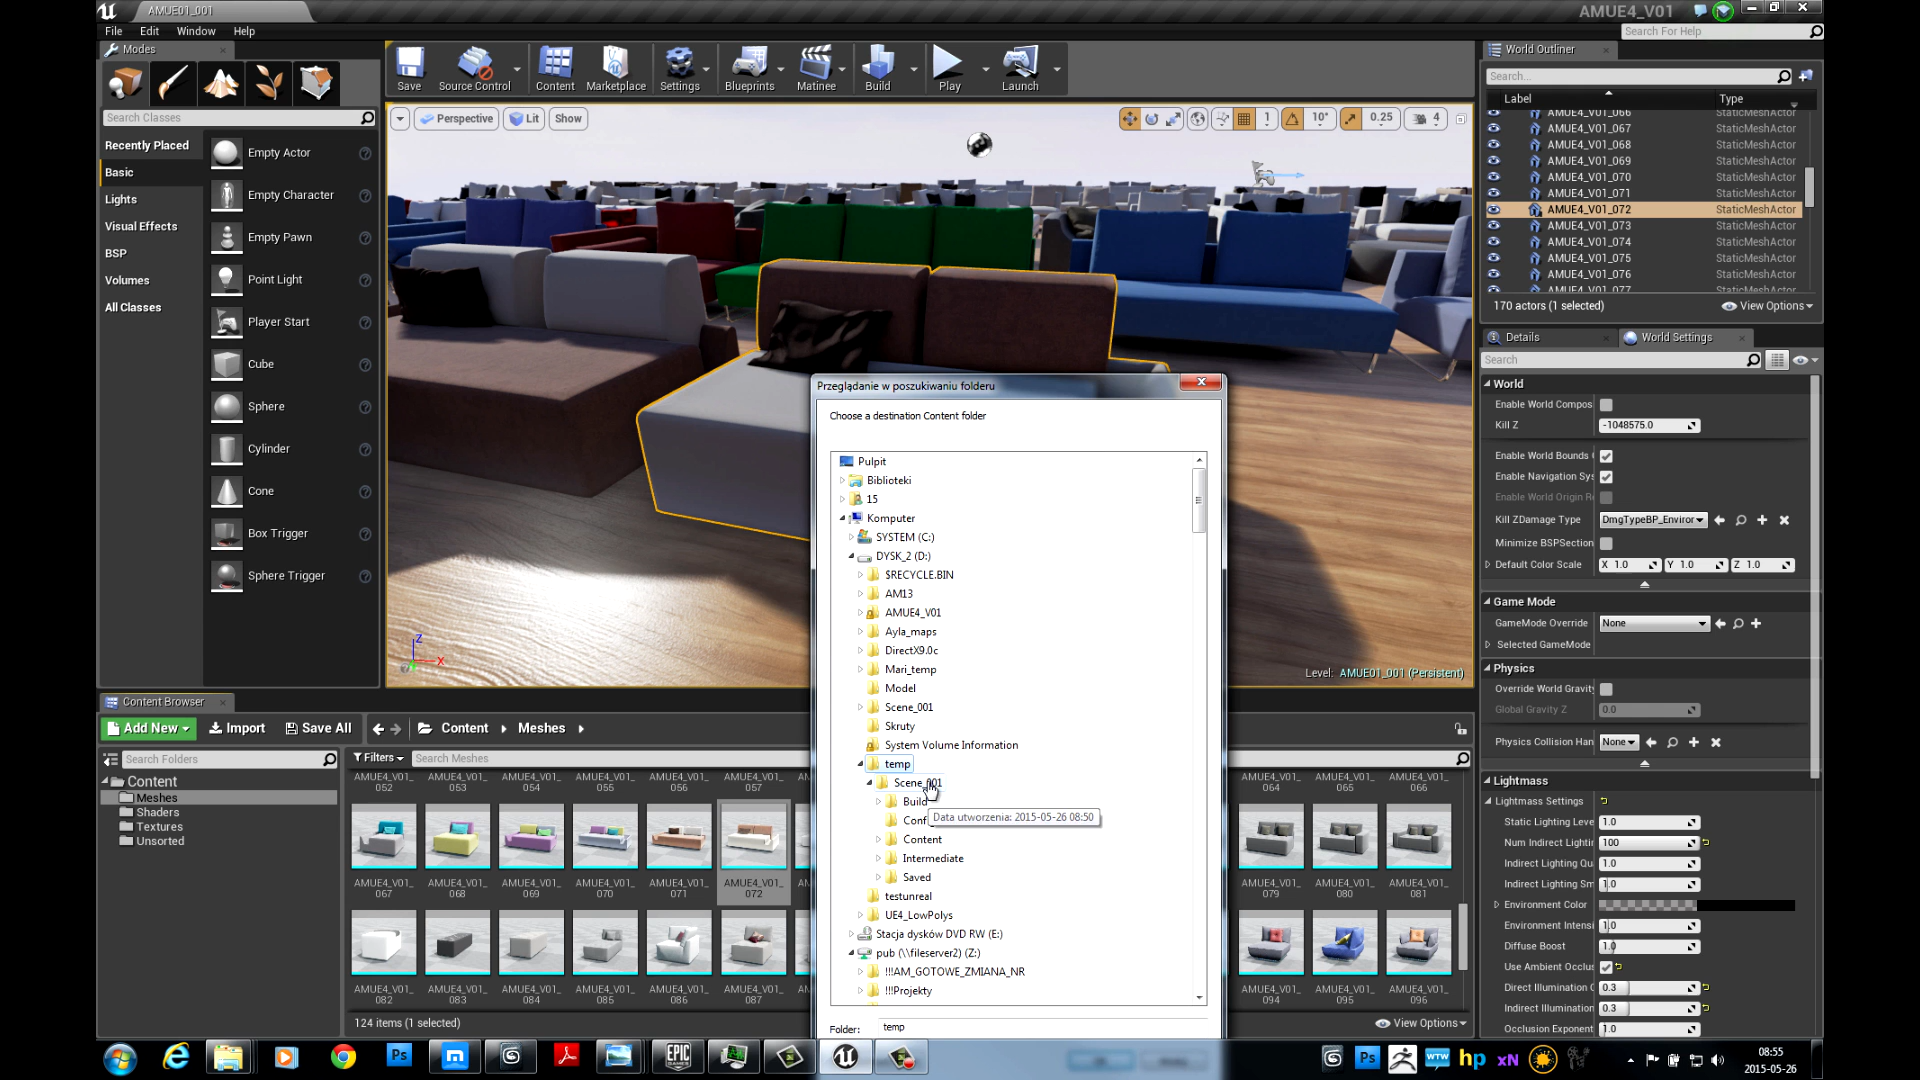 AMUE01_001
AMUE4_V01
File Edit Window Help
Search For Help
Modes
Save
Source Control
Content
Marketplace
Settings
Blueprints
Matinee
Build
Play
Launch
Search Classes
Recently Placed
Basic
Lights
Visual Effects
BSP
Volumes
All Classes
Empty Actor
Empty Character
Empty Pawn
Point Light
Player Start
Cube
Sphere
Cylinder
Cone
Box Trigger
Sphere Trigger
Perspective
Lit
Show
1
10°
0.25
4
Level: AMUE01_001 (Persistent)
World Outliner
Search...
Label Type
AMUE4_V01_066 StaticMeshActor
AMUE4_V01_067 StaticMeshActor
AMUE4_V01_068 StaticMeshActor
AMUE4_V01_069 StaticMeshActor
AMUE4_V01_070 StaticMeshActor
AMUE4_V01_071 StaticMeshActor
AMUE4_V01_072 StaticMeshActor
AMUE4_V01_073 StaticMeshActor
AMUE4_V01_074 StaticMeshActor
AMUE4_V01_075 StaticMeshActor
AMUE4_V01_076 StaticMeshActor
AMUE4_V01_077 StaticMeshActor
170 actors (1 selected)
View Options
Details
World Settings
Search
World
Enable World Compos
Kill Z -1048575.0
Enable World Bounds
Enable Navigation Sys
Enable World Origin Re
Kill ZDamage Type DmgTypeBP_Environ
Minimize BSPSection
Default Color Scale X 1.0 Y 1.0 Z 1.0
Game Mode
GameMode Override None
Selected GameMode
Physics
Override World Gravity
Global Gravity Z 0.0
Physics Collision Han None
Lightmass
Lightmass Settings
Static Lighting Leve 1.0
Num Indirect Lightin 100
Indirect Lighting Qu 1.0
Indirect Lighting Sm 1.0
Environment Color
Environment Intensi 1.0
Diffuse Boost 1.0
Use Ambient Occlus
Direct Illumination O 0.3
Indirect Illumination 0.3
Occlusion Exponent 1.0
Przeglądanie w poszukiwaniu folderu
Choose a destination Content folder
Pulpit
Biblioteki
15
Komputer
SYSTEM (C:)
DYSK_2 (D:)
$RECYCLE.BIN
AM13
AMUE4_V01
Ayla_maps
DirectX9.0c
Mari_temp
Model
Scene_001
Skruty
System Volume Information
temp
Scene_001
Build
Conf
Data utworzenia: 2015-05-26 08:50
Content
Intermediate
Saved
testunreal
UE4_LowPolys
Stacja dysków DVD RW (E:)
pub (\\fileserver2) (Z:)
!!!AM_GOTOWE_ZMIANA_NR
!!!Projekty
Folder: temp
Content Browser
Add New
Import
Save All
Content
Meshes
Search Folders
Filters
Search Meshes
Content
Meshes
Shaders
Textures
Unsorted
AMUE4_V01_052
AMUE4_V01_053
AMUE4_V01_054
AMUE4_V01_055
AMUE4_V01_056
AMUE4_V01_057
AMUE4_V01_064
AMUE4_V01_065
AMUE4_V01_066
AMUE4_V01_067
AMUE4_V01_068
AMUE4_V01_069
AMUE4_V01_070
AMUE4_V01_071
AMUE4_V01_072
AMUE4_V01_079
AMUE4_V01_080
AMUE4_V01_081
AMUE4_V01_082
AMUE4_V01_083
AMUE4_V01_084
AMUE4_V01_085
AMUE4_V01_086
AMUE4_V01_087
AMUE4_V01_094
AMUE4_V01_095
AMUE4_V01_096
124 items (1 selected)
View Options
Ps
EPIC GAMES
Ps
WTW
hp
xN
08:55
2015-05-26